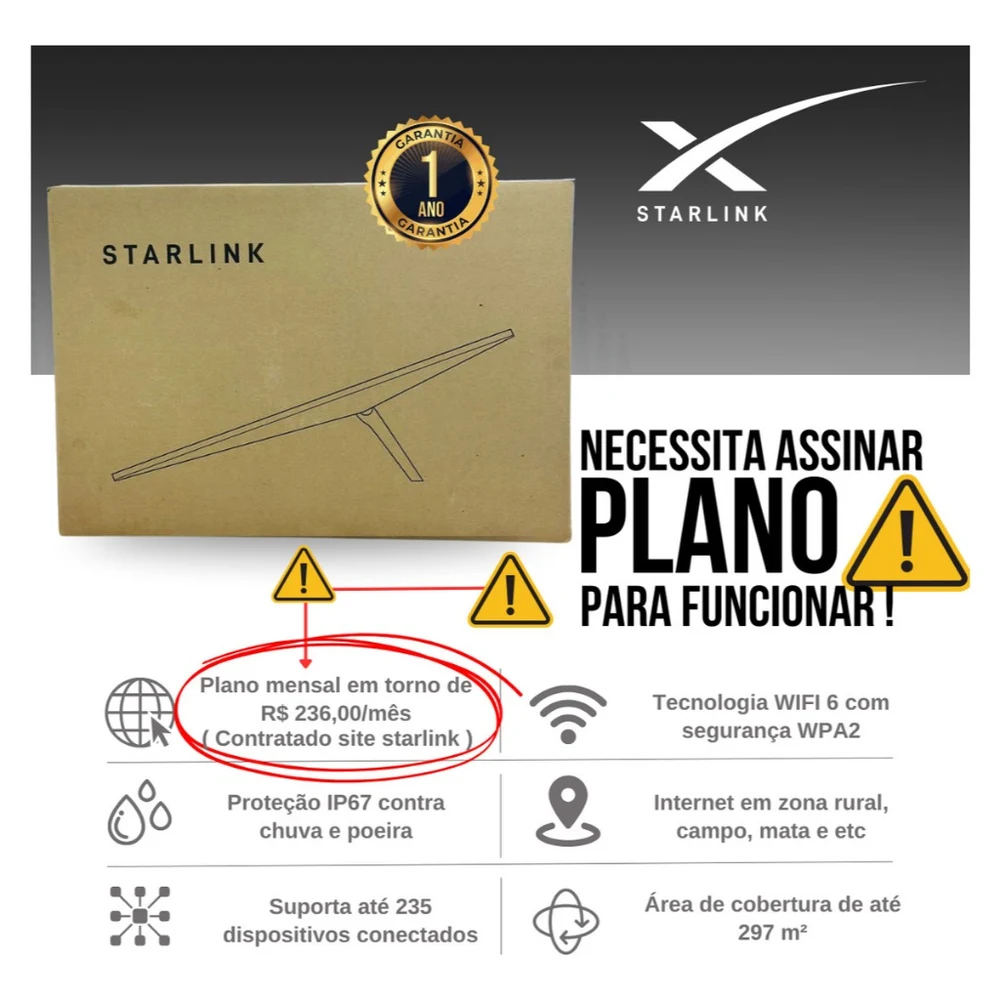 GARANTIA
1
ANO
GARANTIA
STARLINK
STARLINK
NECESSITA ASSINAR
PLANO
PARA FUNCIONAR !
Plano mensal em torno de
R$ 236,00/mês
( Contratado site starlink )
Tecnologia WIFI 6 com
segurança WPA2
Proteção IP67 contra
chuva e poeira
Internet em zona rural,
campo, mata e etc
Suporta até 235
dispositivos conectados
Área de cobertura de até
297 m²